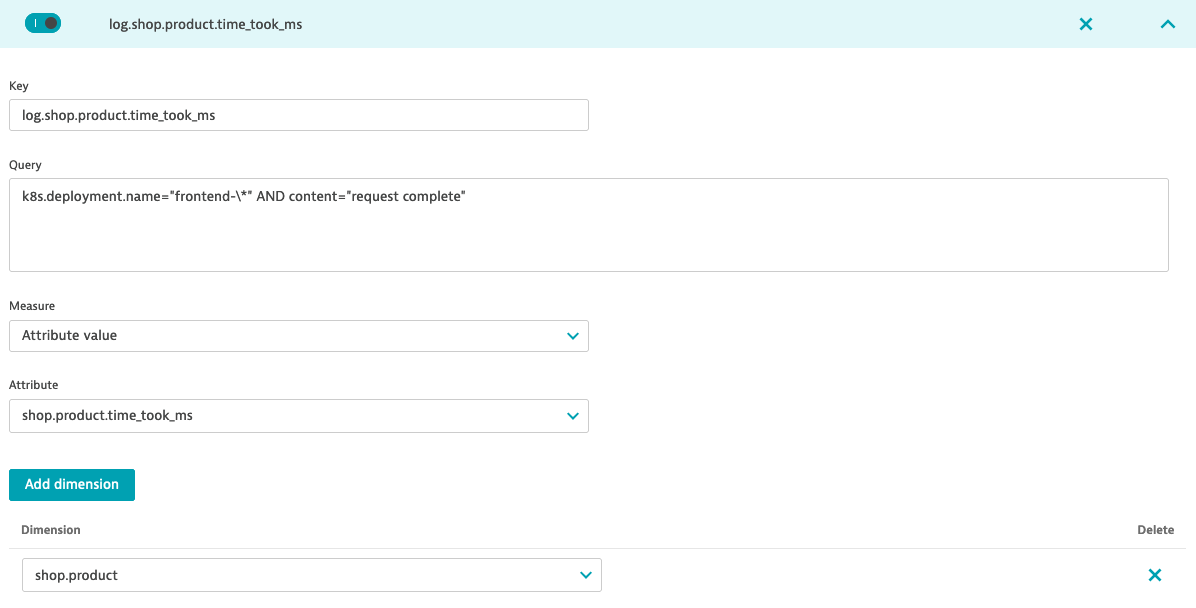 log.shop.product.time_took_ms
Key
log.shop.product.time_took_ms
Query
k8s.deployment.name="frontend-\*" AND content="request complete"
Measure
Attribute value
Attribute
shop.product.time_took_ms
Add dimension
Dimension Delete
shop.product